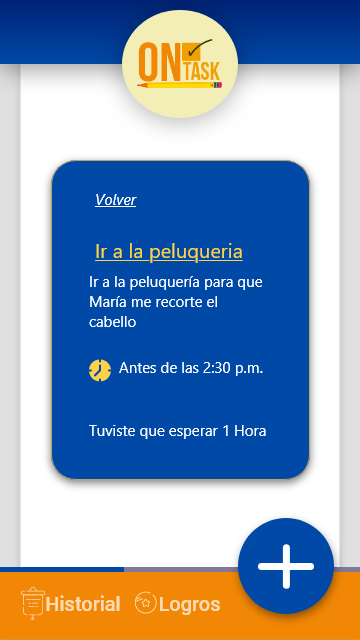 ON TASK
Volver
Ir a la peluqueria
Ir a la peluquería para que
María me recorte el
cabello
Antes de las 2:30 p.m.
Tuviste que esperar 1 Hora
Historial
Logros